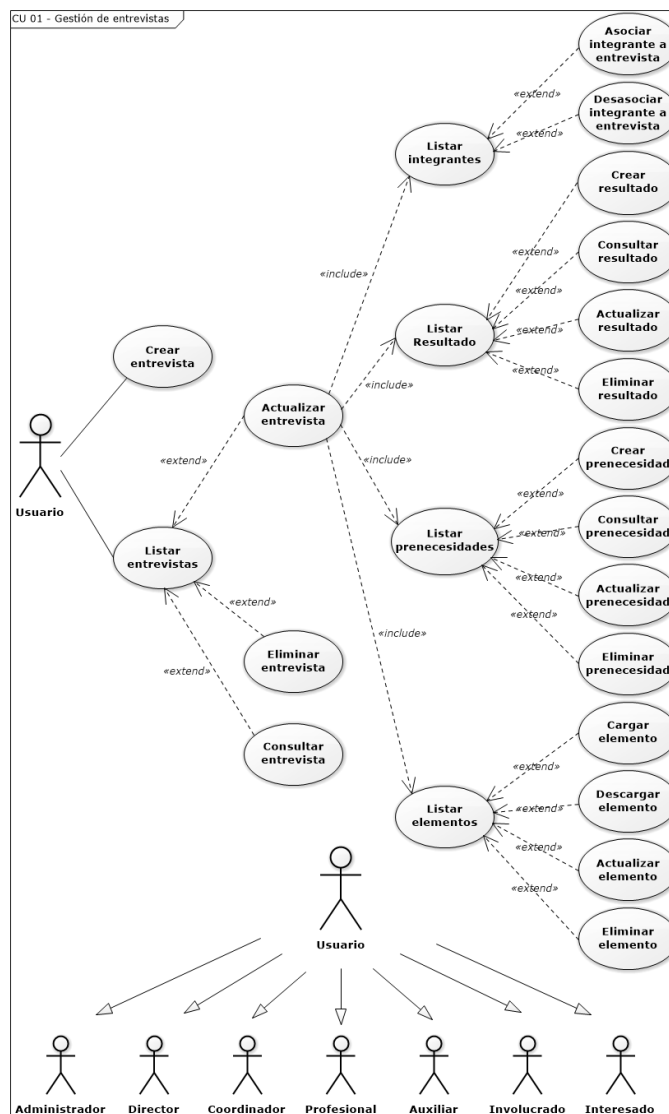 CU 01 - Gestión de entrevistas
Asociar
integrante a
entrevista
«extend»
Desasociar
integrante a
entrevista
«extend»
Listar
integrantes
Crear
resultado
«extend»
Consultar
resultado
«include»
«extend»
Actualizar
resultado
Listar
Resultado
«extend»
Crear
entrevista
«include»
«extend»
Eliminar
resultado
Actualizar
entrevista
Crear
prenecesidad
«extend»
«include»
«extend»
Usuario
Consultar
prenecesidad
«extend»
Listar
prenecesidades
Listar
entrevistas
«extend»
Actualizar
prenecesidad
«extend»
«extend»
«include»
Eliminar
prenecesidad
Eliminar
entrevista
«extend»
Cargar
elemento
Consultar
entrevista
«extend»
Descargar
elemento
Listar
elementos
«extend»
«extend»
Actualizar
elemento
«extend»
Eliminar
elemento
Usuario
Administrador
Director
Coordinador
Profesional
Auxiliar
Involucrado
Interesado